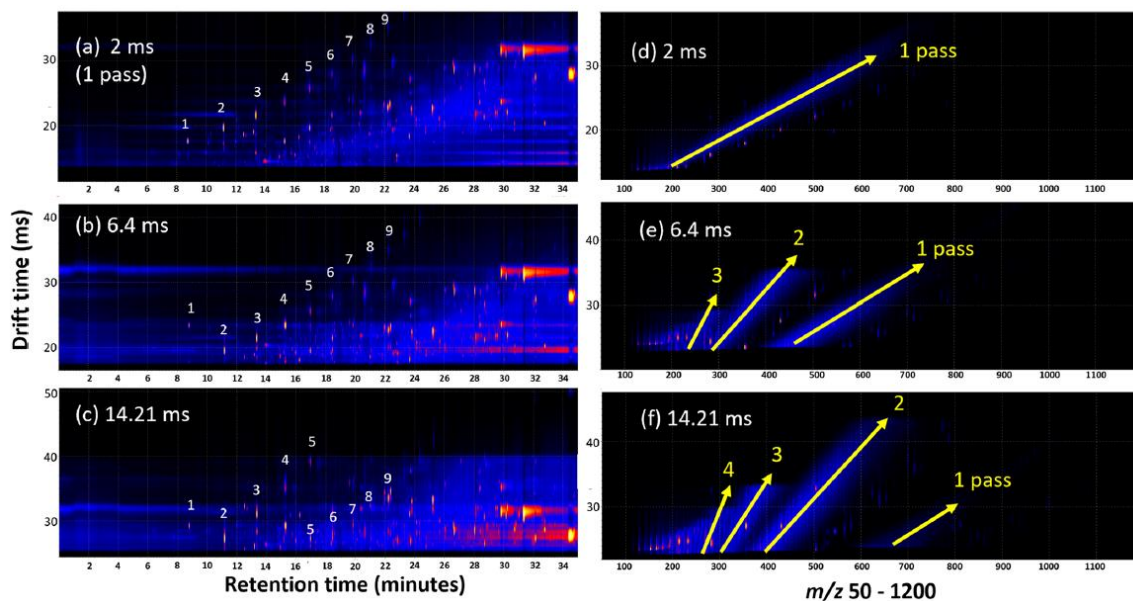 (a) 2 ms
(1 pass)
1 2 3 4 5 6 7 8 9
30
20
2 4 6 8 10 12 14 16 18 20 22 24 26 28 30 32 34
(b) 6.4 ms
1 2 3 4 5 6 7 8 9
40
30
20
2 4 6 8 10 12 14 16 18 20 22 24 26 28 30 32 34
(c) 14.21 ms
5
4
1 2 3 5 6 7 8 9
50
40
30
2 4 6 8 10 12 14 16 18 20 22 24 26 28 30 32 34
Drift time (ms)
Retention time (minutes)
(d) 2 ms
1 pass
30
20
100 200 300 400 500 600 700 800 900 1000 1100
(e) 6.4 ms
3 2 1 pass
40
30
100 200 300 400 500 600 700 800 900 1000 1100
(f) 14.21 ms
4 3 2 1 pass
40
30
100 200 300 400 500 600 700 800 900 1000 1100
m/z 50 - 1200